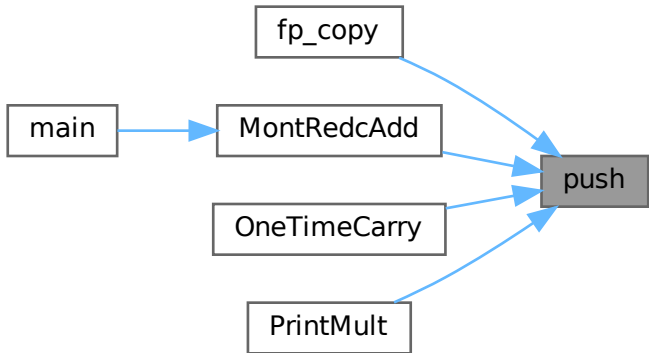 fp_copy
main
MontRedcAdd
push
OneTimeCarry
PrintMult